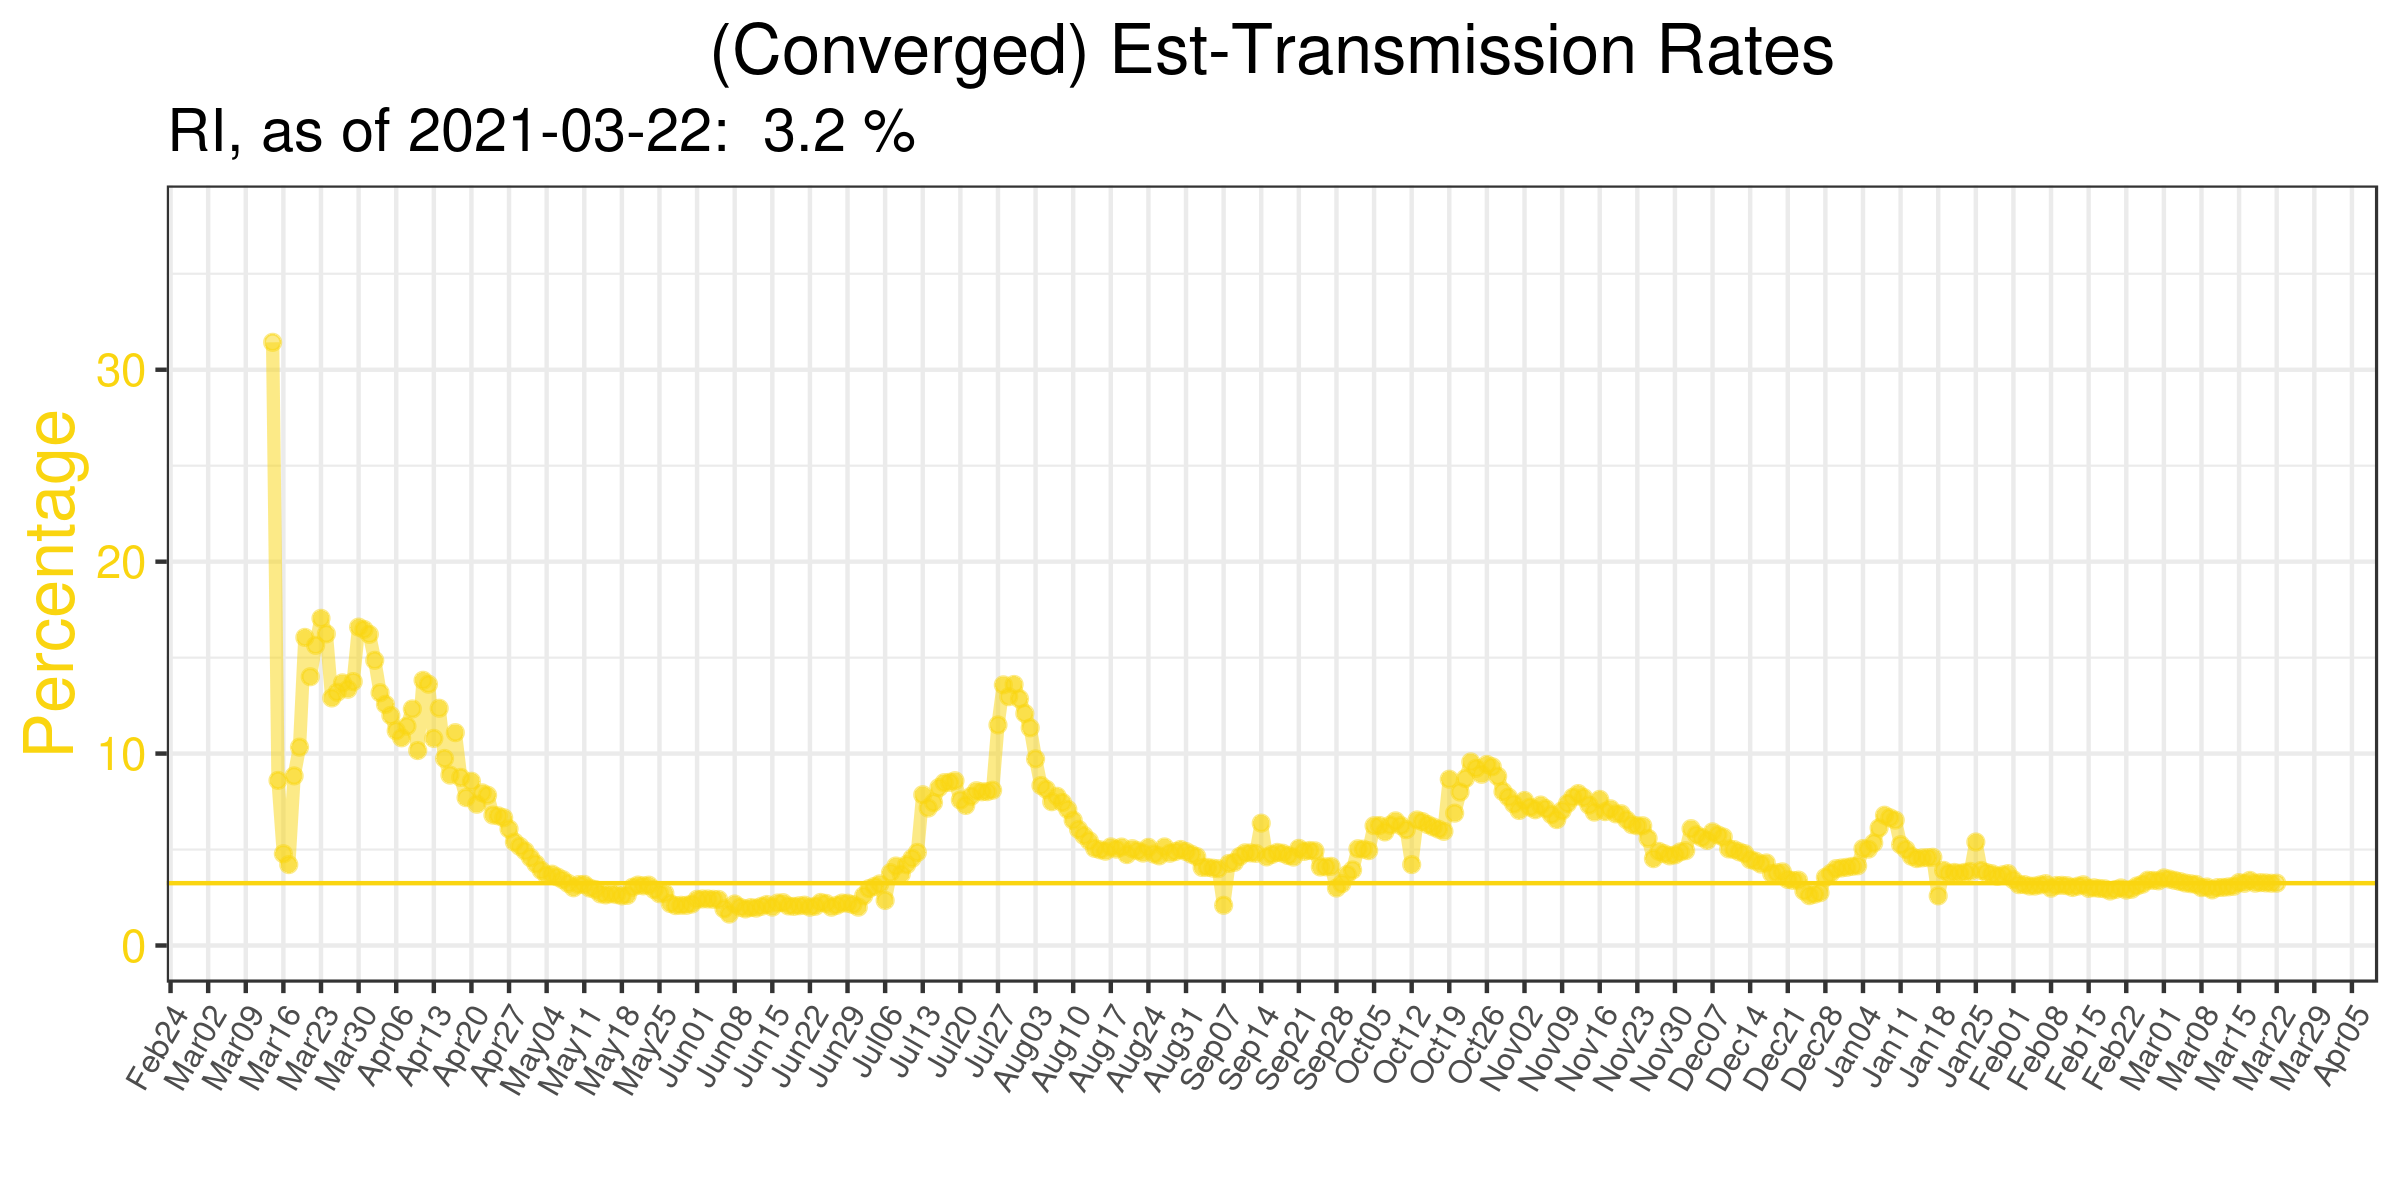 (Converged) Est-Transmission Rates
RI, as of 2021-03-22:  3.2 %
Percentage
30
20
10
0
Feb24
Mar02
Mar09
Mar16
Mar23
Mar30
Apr06
Apr13
Apr20
Apr27
May04
May11
May18
May25
Jun01
Jun08
Jun15
Jun22
Jun29
Jul06
Jul13
Jul20
Jul27
Aug03
Aug10
Aug17
Aug24
Aug31
Sep07
Sep14
Sep21
Sep28
Oct05
Oct12
Oct19
Oct26
Nov02
Nov09
Nov16
Nov23
Nov30
Dec07
Dec14
Dec21
Dec28
Jan04
Jan11
Jan18
Jan25
Feb01
Feb08
Feb15
Feb22
Mar01
Mar08
Mar15
Mar22
Mar29
Apr05